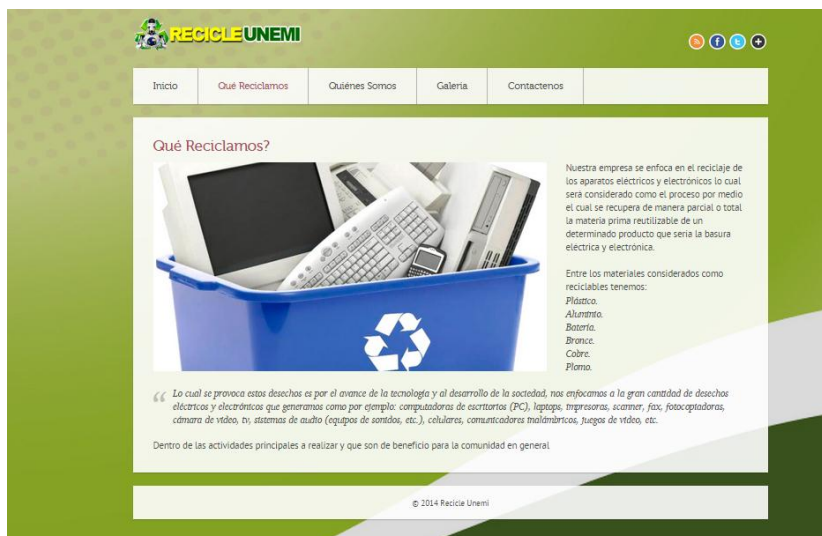 RECICLEUNEMI
Inicio Qué Reciclamos Quiénes Somos Galeria Contactenos
Qué Reciclamos?
Nuestra empresa se enfoca en el reciclaje de
los aparatos eléctricos y electrónicos lo cual
será considerado como el proceso por medio
el cual se recupera de manera parcial o total
la materia prima reutilizable de un
determinado producto que seria la basura
eléctrica y electrónica.
Entre los materiales considerados como
reciclables tenemos:
Plástico.
Aluminio.
Batería.
Bronce.
Cobre.
Plomo.
“ Lo cual se provoca estos desechos es por el avance de la tecnología y al desarrollo de la sociedad, nos enfocamos a la gran cantidad de desechos
eléctricos y electrónicos que generamos como por ejemplo: computadoras de escritorios (PC), laptops, impresoras, scanner, fax, fotocopiadoras,
cámara de video, tv, sistemas de audio (equipos de sonidos, etc.), celulares, comunicadores inalámbricos, juegos de video, etc.
Dentro de las actividades principales a realizar y que son de beneficio para la comunidad en general
© 2014 Recicle Unemi